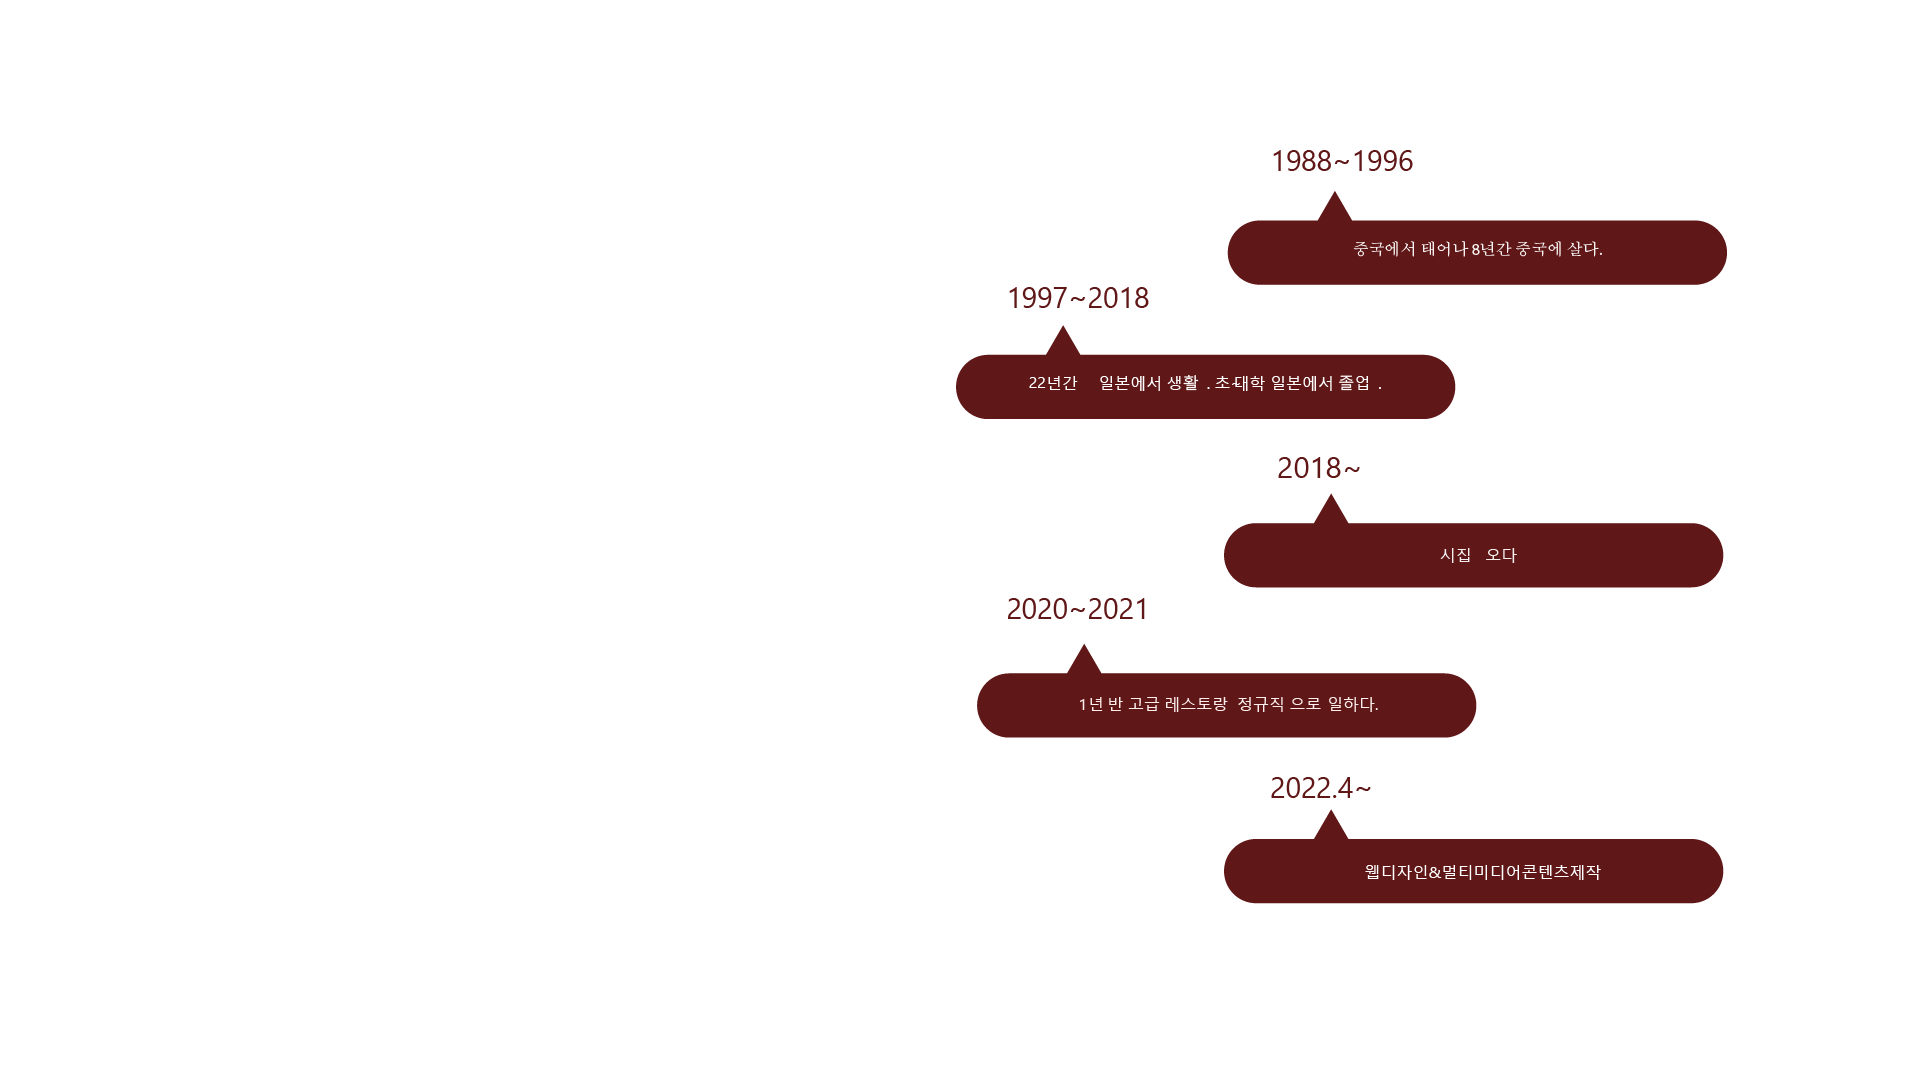 1988~1996
중국에서 태어나 8년간 중국에 살다.
1997~2018
22년간 일본에서 생활 . 초-대학 일본에서 졸업 .
2018~
시집 오다
2020~2021
1년 반 고급 레스토랑 정규직 으로 일하다.
2022.4~
웹디자인&멀티미디어콘텐츠제작